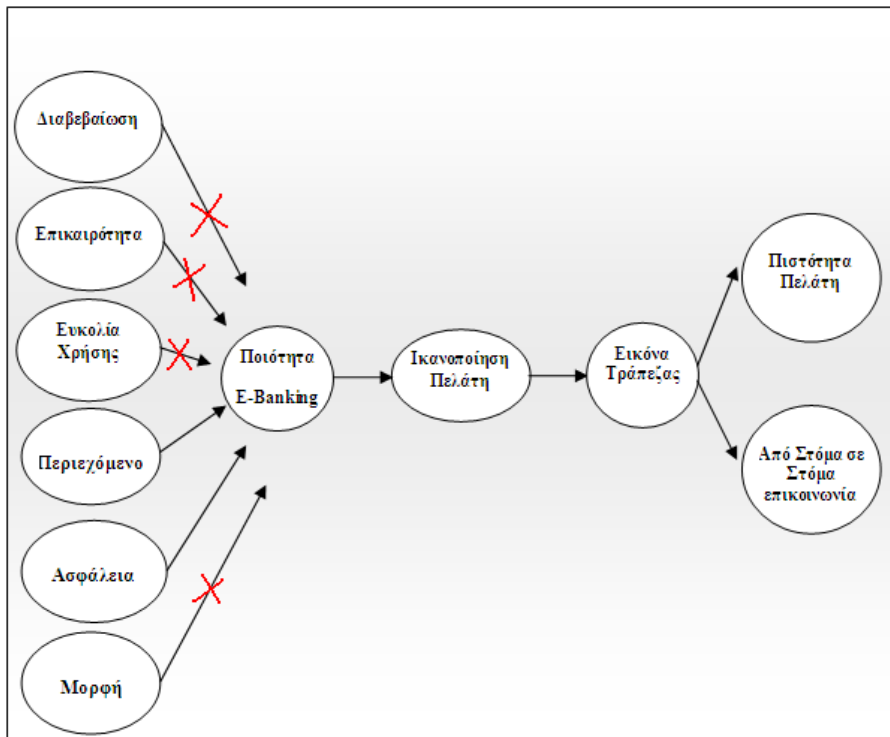 Διαβεβαίωση
Επικαιρότητα
Ευκολία
Χρήσης
Περιεχόμενο
Ασφάλεια
Μορφή
Ποιότητα
E-Banking
Ικανοποίηση
Πελάτη
Εικόνα
Τράπεζας
Πιστότητα
Πελάτη
Από Στόμα σε
Στόμα
επικοινωνία